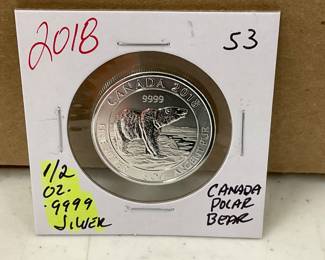 2018
53
CANADA 2018
9999
1/2
OZ.
.9999
SILVER
CANADA
POLAR
BEAR